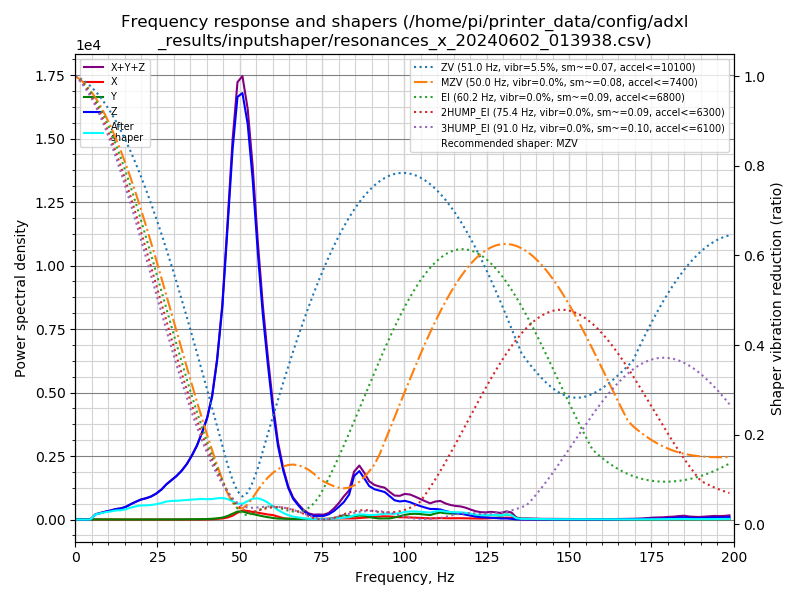 Frequency response and shapers (/home/pi/printer_data/config/adxl
_results/inputshaper/resonances_x_20240602_013938.csv)
1e4
X+Y+Z
X
Y
Z
After
shaper
ZV (51.0 Hz, vibr=5.5%, sm~=0.07, accel<=10100)
MZV (50.0 Hz, vibr=0.0%, sm~=0.08, accel<=7400)
EI (60.2 Hz, vibr=0.0%, sm~=0.09, accel<=6800)
2HUMP_EI (75.4 Hz, vibr=0.0%, sm~=0.09, accel<=6300)
3HUMP_EI (91.0 Hz, vibr=0.0%, sm~=0.10, accel<=6100)
Recommended shaper: MZV
Power spectral density
1.75
1.50
1.25
1.00
0.75
0.50
0.25
0.00
0 25 50 75 100 125 150 175 200
Frequency, Hz
1.0
0.8
0.6
0.4
0.2
0.0
Shaper vibration reduction (ratio)